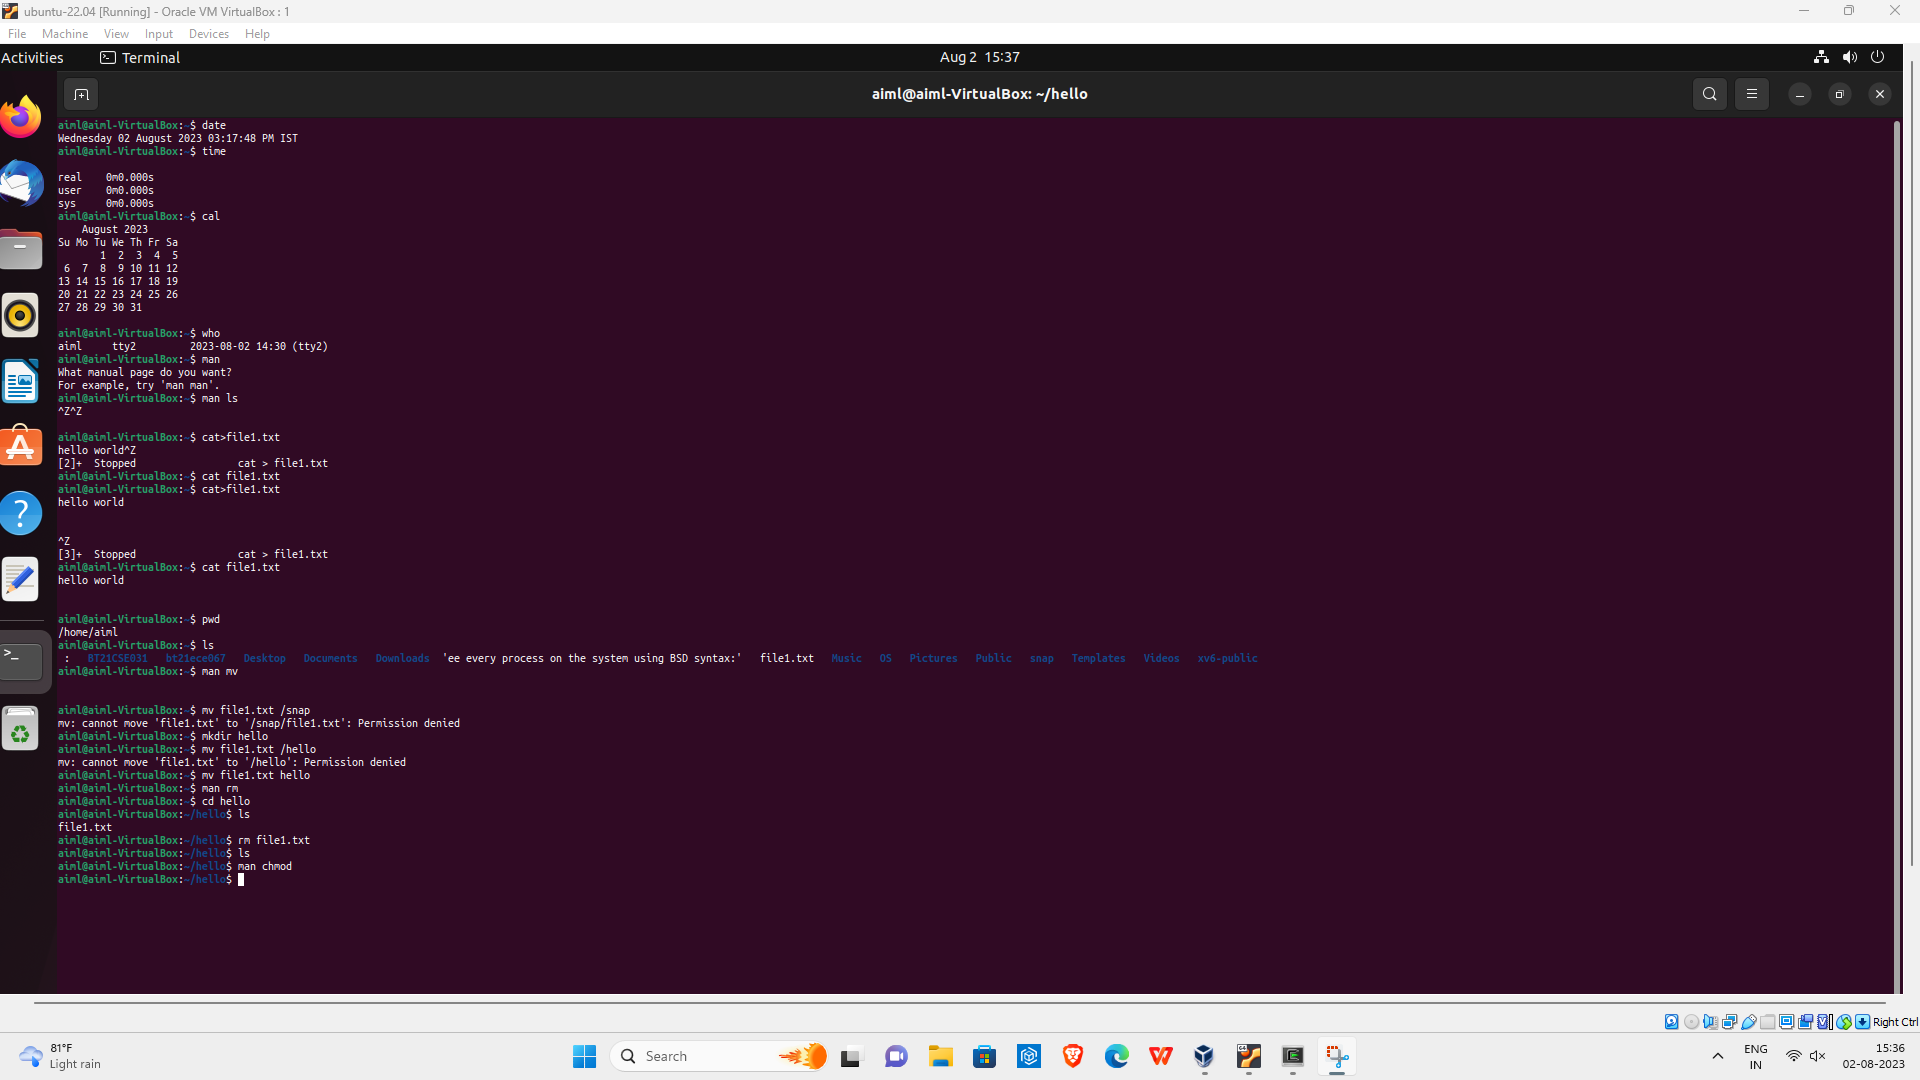 ubuntu-22.04 [Running] - Oracle VM VirtualBox : 1
File Machine View Input Devices Help
Activities Terminal Aug 2 15:37
aiml@aiml-VirtualBox: ~/hello
aiml@aiml-VirtualBox:~$ date
Wednesday 02 August 2023 03:17:48 PM IST
aiml@aiml-VirtualBox:~$ time
real 0m0.000s
user 0m0.000s
sys 0m0.000s
aiml@aiml-VirtualBox:~$ cal
August 2023
Su Mo Tu We Th Fr Sa
1 2 3 4 5
6 7 8 9 10 11 12
13 14 15 16 17 18 19
20 21 22 23 24 25 26
27 28 29 30 31
aiml@aiml-VirtualBox:~$ who
aiml tty2 2023-08-02 14:30 (tty2)
aiml@aiml-VirtualBox:~$ man
What manual page do you want?
For example, try 'man man'.
aiml@aiml-VirtualBox:~$ man ls
^Z^Z
aiml@aiml-VirtualBox:~$ cat>file1.txt
hello world^Z
[2]+ Stopped cat > file1.txt
aiml@aiml-VirtualBox:~$ cat file1.txt
aiml@aiml-VirtualBox:~$ cat>file1.txt
hello world
^Z
[3]+ Stopped cat > file1.txt
aiml@aiml-VirtualBox:~$ cat file1.txt
hello world
aiml@aiml-VirtualBox:~$ pwd
/home/aiml
aiml@aiml-VirtualBox:~$ ls
: BT21CSE031 bt21ece067 Desktop Documents Downloads 'ee every process on the system using BSD syntax:' file1.txt Music OS Pictures Public snap Templates Videos xv6-public
aiml@aiml-VirtualBox:~$ man mv
aiml@aiml-VirtualBox:~$ mv file1.txt /snap
mv: cannot move 'file1.txt' to '/snap/file1.txt': Permission denied
aiml@aiml-VirtualBox:~$ mkdir hello
aiml@aiml-VirtualBox:~$ mv file1.txt /hello
mv: cannot move 'file1.txt' to '/hello': Permission denied
aiml@aiml-VirtualBox:~$ mv file1.txt hello
aiml@aiml-VirtualBox:~$ man rm
aiml@aiml-VirtualBox:~$ cd hello
aiml@aiml-VirtualBox:~/hello$ ls
file1.txt
aiml@aiml-VirtualBox:~/hello$ rm file1.txt
aiml@aiml-VirtualBox:~/hello$ ls
aiml@aiml-VirtualBox:~/hello$ man chmod
aiml@aiml-VirtualBox:~/hello$
Right Ctrl
81°F
Light rain
Search
ENG
IN
15:36
02-08-2023